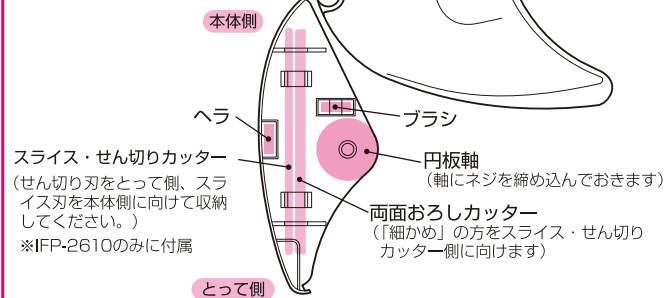 本体側
ヘラ
ブラシ
スライス・せん切りカッター
(せん切り刃をとって側、スラ
イス刃を本体側に向けて収納
してください。)
※IFP-2610のみに付属
円板軸
(軸にネジを締め込んでおきます)
両面おろしカッター
(「細かめ」の方をスライス・せん切り
カッター側に向けます)
とって側